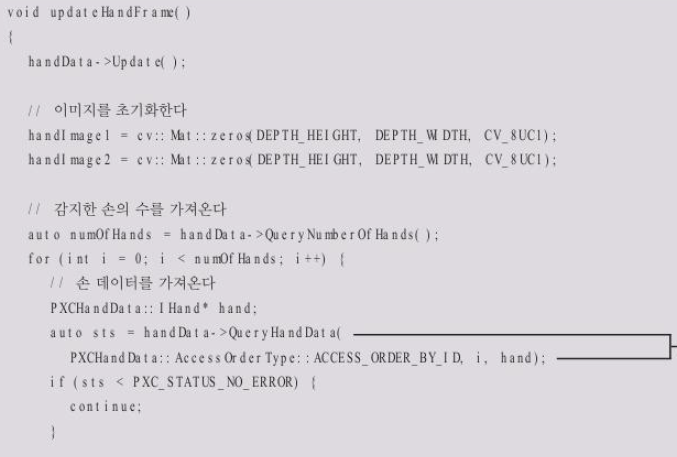 void updateHandFrame( )
{
handData->Update( );
// 이미지를 초기화한다
handImage1 = cv::Mat::zeros(DEPTH_HEIGHT, DEPTH_WIDTH, CV_8UC1);
handImage2 = cv::Mat::zeros(DEPTH_HEIGHT, DEPTH_WIDTH, CV_8UC1);
// 감지한 손의 수를 가져온다
auto numOfHands = handData->QueryNumberOfHands( );
for (int i = 0; i < numOfHands; i++) {
// 손 데이터를 가져온다
PXCHandData::IHand* hand;
auto sts = handData->QueryHandData(
PXCHandData::AccessOrderType::ACCESS_ORDER_BY_ID, i, hand);
if (sts < PXC_STATUS_NO_ERROR) {
continue;
}